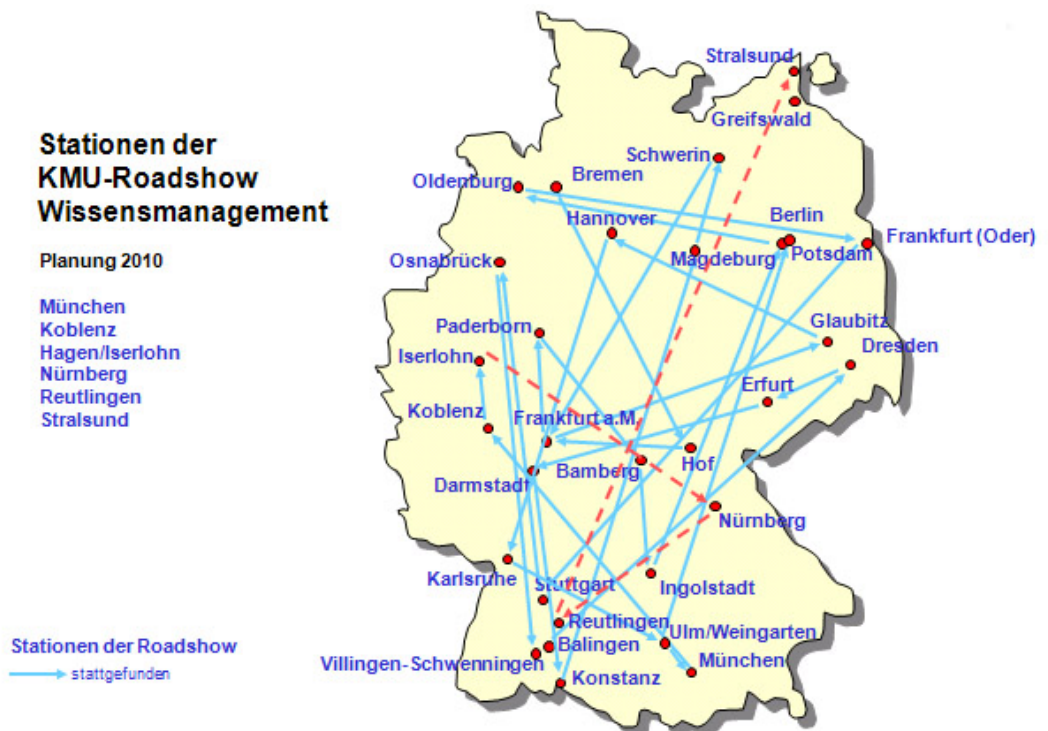 Stationen der
KMU-Roadshow
Wissensmanagement
Planung 2010
München
Koblenz
Hagen/Iserlohn
Nürnberg
Reutlingen
Stralsund
Stationen der Roadshow
stattgefunden
Stralsund
Greifswald
Schwerin
Oldenburg
Bremen
Hannover
Berlin
Frankfurt (Oder)
Magdeburg
Potsdam
Osnabrück
Glaubitz
Paderborn
Dresden
Iserlohn
Erfurt
Koblenz
Frankfurt a.M.
Bamberg
Hof
Darmstadt
Nürnberg
Karlsruhe
Stuttgart
Ingolstadt
Reutlingen
Ulm/Weingarten
Balingen
Villingen-Schwenningen
München
Konstanz